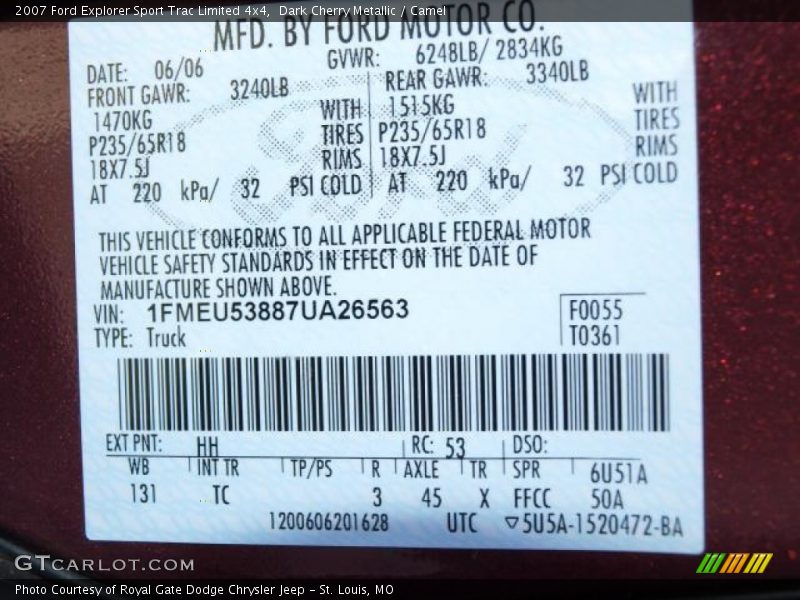 2007 Ford Explorer Sport Trac Limited 4x4,  Dark Cherry Metallic / Camel
MFD. BY FORD MOTOR CO.
DATE: 06/06 GVWR: 6248LB/ 2834KG
FRONT GAWR: 3240LB REAR GAWR: 3340LB
1470KG WITH 1515KG WITH
P235/65R18 TIRES P235/65R18 TIRES
18X7.5J RIMS 18X7.5J RIMS
AT 220 kPa/ 32 PSI COLD AT 220 kPa/ 32 PSI COLD
THIS VEHICLE CONFORMS TO ALL APPLICABLE FEDERAL MOTOR
VEHICLE SAFETY STANDARDS IN EFFECT ON THE DATE OF
MANUFACTURE SHOWN ABOVE.
VIN: 1FMEU53887UA26563 F0055
TYPE: Truck T0361
EXT PNT: HH RC: 53 DSO:
WB INT TR TP/PS R AXLE TR SPR 6U51A
131 TC 3 45 X FFCC 50A
1200606201628 UTC ▽5U5A-1520472-BA
GTCARLOT.COM
Photo Courtesy of Royal Gate Dodge Chrysler Jeep – St. Louis, MO